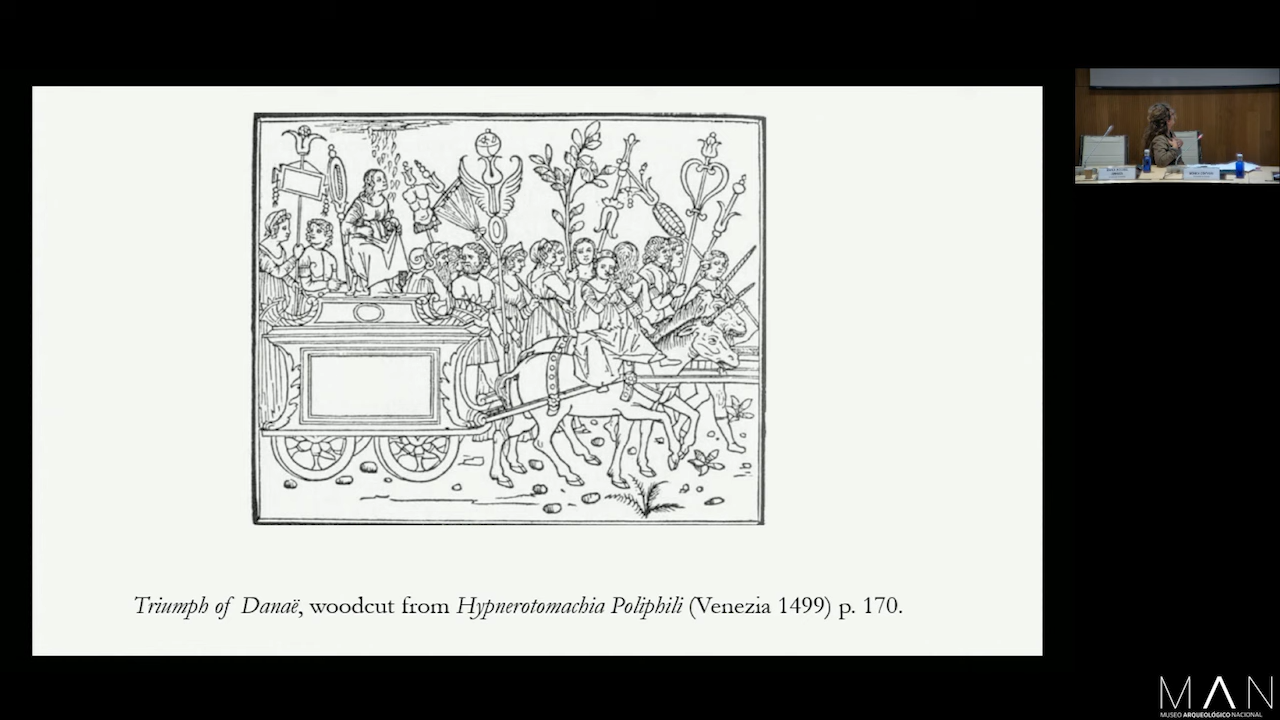 Triumph of Danaë, woodcut from Hypnerotomachia Poliphili (Venezia 1499) p. 170.
MAN
MUSEO ARQUEOLÓGICO NACIONAL